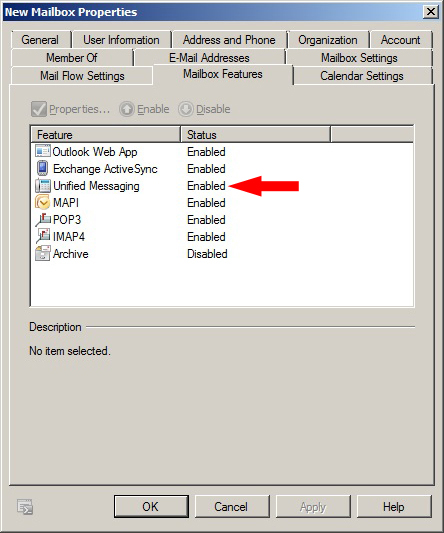 New Mailbox Properties
General User Information Address and Phone Organization Account
Member Of E-Mail Addresses Mailbox Settings
Mail Flow Settings Mailbox Features Calendar Settings
Properties... Enable Disable
Feature Status
Outlook Web App Enabled
Exchange ActiveSync Enabled
Unified Messaging Enabled
MAPI Enabled
POP3 Enabled
IMAP4 Enabled
Archive Disabled
Description
No item selected.
OK Cancel Apply Help